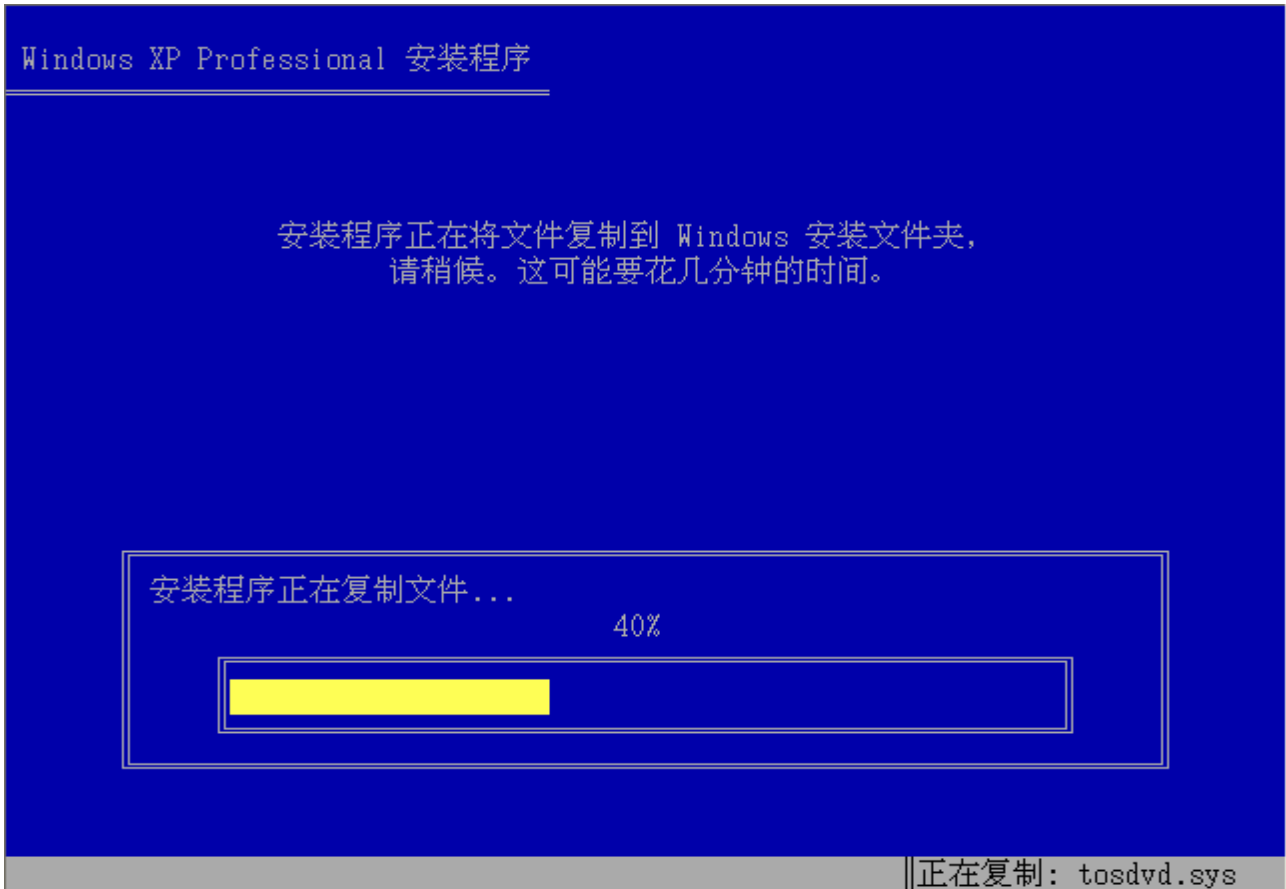 Windows XP Professional 安装程序
安装程序正在将文件复制到 Windows 安装文件夹,
请稍候。这可能要花几分钟的时间。
安装程序正在复制文件...
40%
正在复制: tosdvd.sys